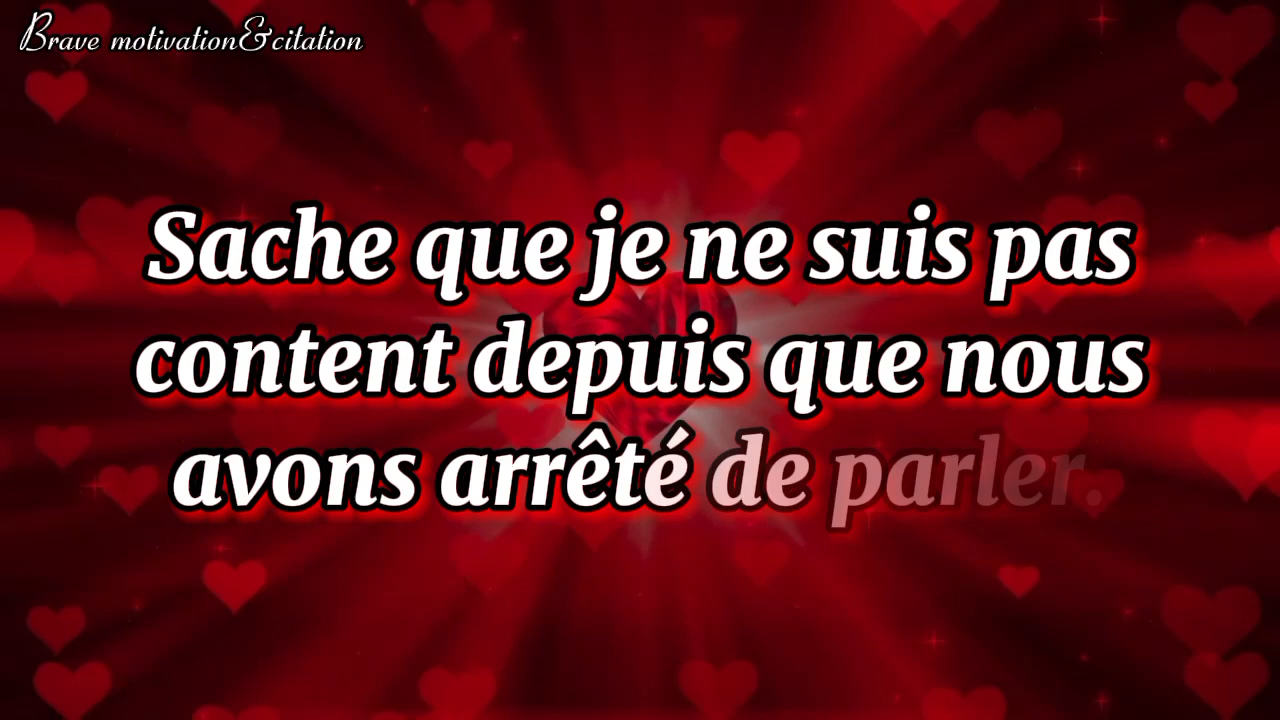 Brave motivation&citation
Sache que je ne suis pas
content depuis que nous
avons arrêté de parler.